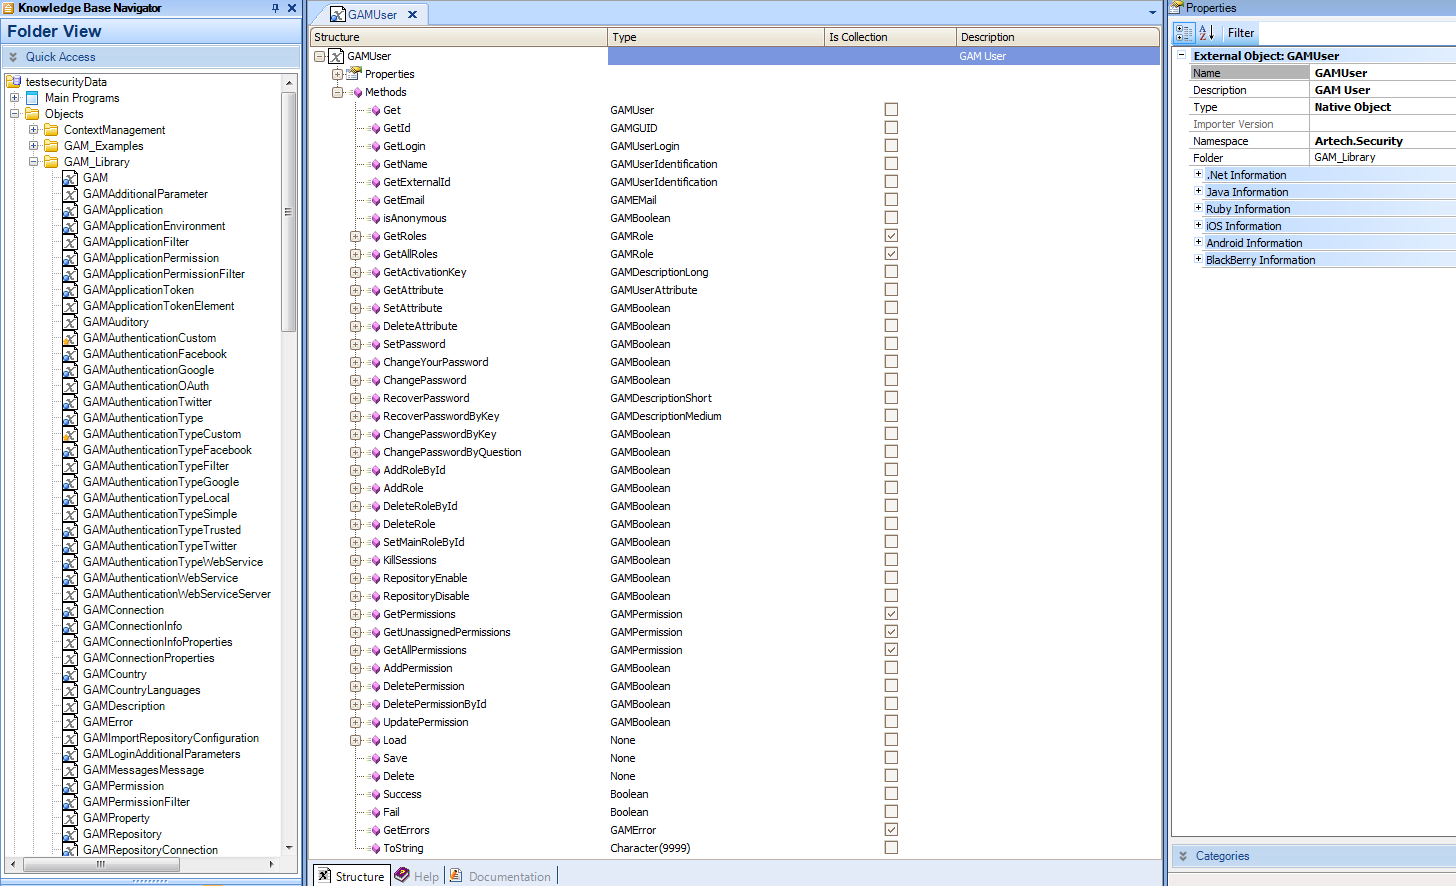 Knowledge Base Navigator
Folder View
Quick Access
testsecurityData
Main Programs
Objects
ContextManagement
GAM_Examples
GAM_Library
GAM
GAMAdditionalParameter
GAMApplication
GAMApplicationEnvironment
GAMApplicationFilter
GAMApplicationPermission
GAMApplicationPermissionFilter
GAMApplicationToken
GAMApplicationTokenElement
GAMAuditory
GAMAuthenticationCustom
GAMAuthenticationFacebook
GAMAuthenticationGoogle
GAMAuthenticationOAuth
GAMAuthenticationTwitter
GAMAuthenticationType
GAMAuthenticationTypeCustom
GAMAuthenticationTypeFacebook
GAMAuthenticationTypeFilter
GAMAuthenticationTypeGoogle
GAMAuthenticationTypeLocal
GAMAuthenticationTypeSimple
GAMAuthenticationTypeTrusted
GAMAuthenticationTypeTwitter
GAMAuthenticationTypeWebService
GAMAuthenticationWebService
GAMAuthenticationWebServiceServer
GAMConnection
GAMConnectionInfo
GAMConnectionInfoProperties
GAMConnectionProperties
GAMCountry
GAMCountryLanguages
GAMDescription
GAMError
GAMImportRepositoryConfiguration
GAMLoginAdditionalParameters
GAMMessagesMessage
GAMPermission
GAMPermissionFilter
GAMProperty
GAMRepository
GAMRepositoryConnection
GAMUser
Structure Type Is Collection Description
GAMUser GAM User
Properties
Methods
Get GAMUser
GetId GAMGUID
GetLogin GAMUserLogin
GetName GAMUserIdentification
GetExternalId GAMUserIdentification
GetEmail GAMEMail
isAnonymous GAMBoolean
GetRoles GAMRole
GetAllRoles GAMRole
GetActivationKey GAMDescriptionLong
GetAttribute GAMUserAttribute
SetAttribute GAMBoolean
DeleteAttribute GAMBoolean
SetPassword GAMBoolean
ChangeYourPassword GAMBoolean
ChangePassword GAMBoolean
RecoverPassword GAMDescriptionShort
RecoverPasswordByKey GAMDescriptionMedium
ChangePasswordByKey GAMBoolean
ChangePasswordByQuestion GAMBoolean
AddRoleById GAMBoolean
AddRole GAMBoolean
DeleteRoleById GAMBoolean
DeleteRole GAMBoolean
SetMainRoleById GAMBoolean
KillSessions GAMBoolean
RepositoryEnable GAMBoolean
RepositoryDisable GAMBoolean
GetPermissions GAMPermission
GetUnassignedPermissions GAMPermission
GetAllPermissions GAMPermission
AddPermission GAMBoolean
DeletePermission GAMBoolean
DeletePermissionById GAMBoolean
UpdatePermission GAMBoolean
Load None
Save None
Delete None
Success Boolean
Fail Boolean
GetErrors GAMError
ToString Character(9999)
Structure Help Documentation
Properties
Filter
External Object: GAMUser
Name GAMUser
Description GAM User
Type Native Object
Importer Version
Namespace Artech.Security
Folder GAM_Library
.Net Information
Java Information
Ruby Information
iOS Information
Android Information
BlackBerry Information
Categories